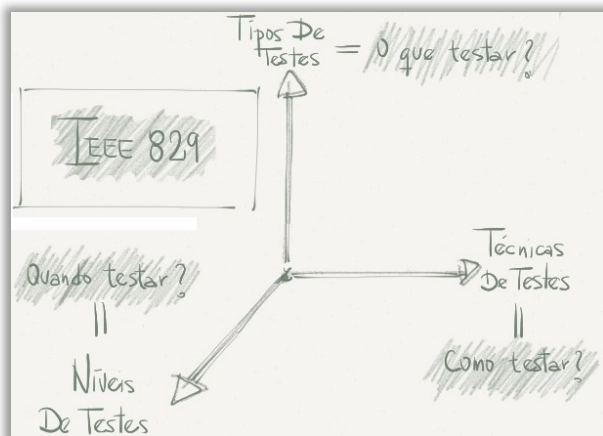 Tipos De
Testes = O que testar?
IEEE 829
Técnicas
De Testes
=
Como testar?
Quando testar?
=
Níveis
De Testes